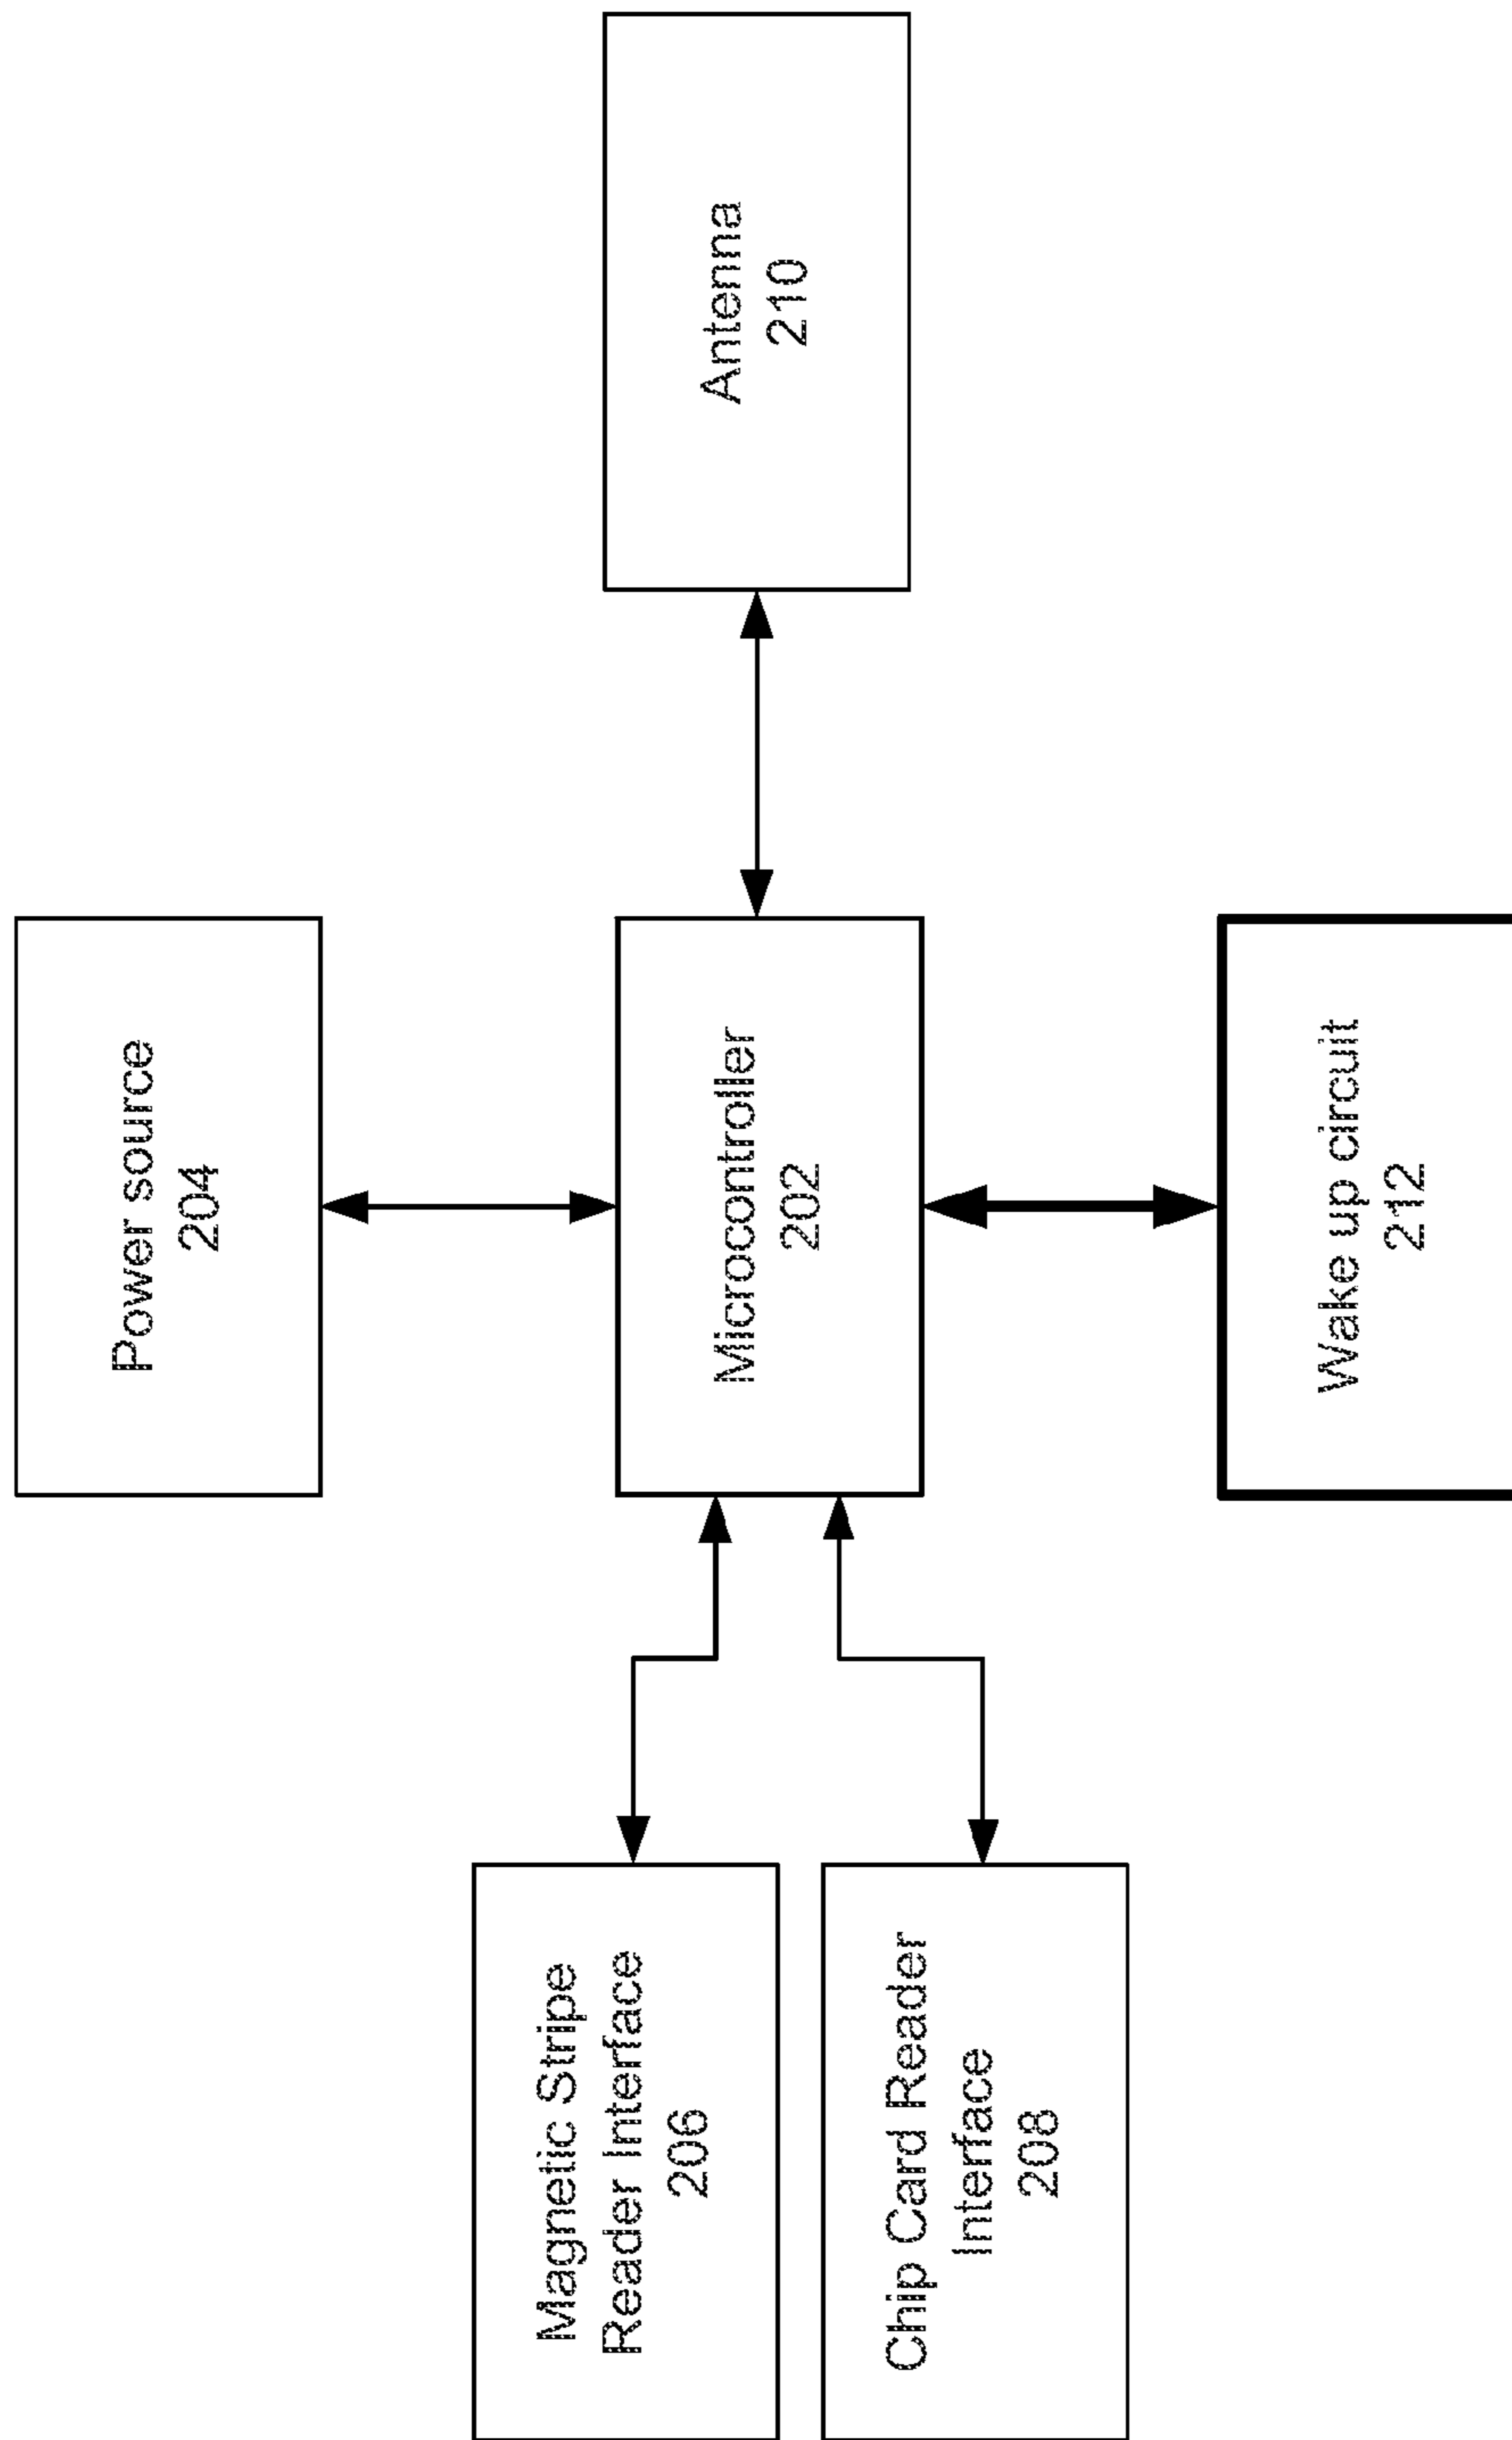 Power source
204
Magnetic Stripe
Reader Interface
206
Microcontroller
202
Antenna
210
Chip Card Reader
Interface
208
Wake up circuit
212